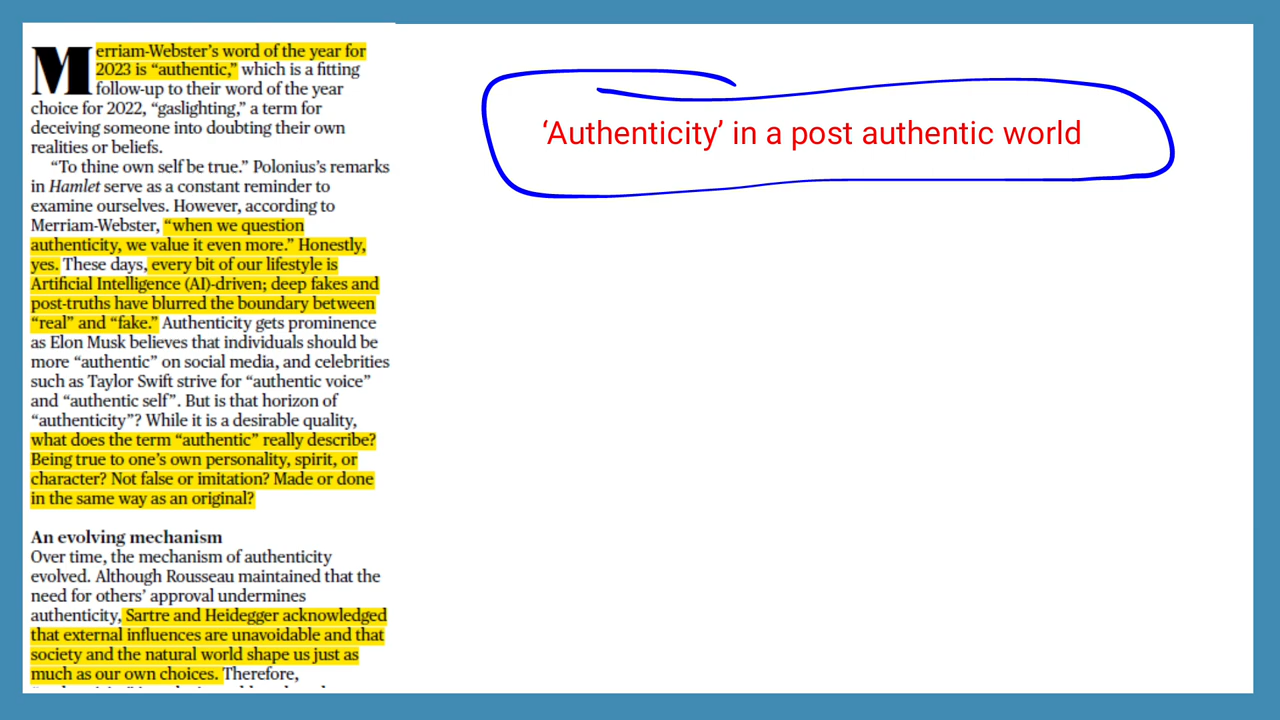 Merriam-Webster's word of the year for
2023 is “authentic,” which is a fitting
follow-up to their word of the year
choice for 2022, “gaslighting,” a term for
deceiving someone into doubting their own
realities or beliefs.
“To thine own self be true.” Polonius's remarks
in Hamlet serve as a constant reminder to
examine ourselves. However, according to
Merriam-Webster, “when we question
authenticity, we value it even more.” Honestly,
yes. These days, every bit of our lifestyle is
Artificial Intelligence (AI)-driven; deep fakes and
post-truths have blurred the boundary between
“real” and “fake.” Authenticity gets prominence
as Elon Musk believes that individuals should be
more “authentic” on social media, and celebrities
such as Taylor Swift strive for “authentic voice”
and “authentic self”. But is that horizon of
“authenticity”? While it is a desirable quality,
what does the term “authentic” really describe?
Being true to one's own personality, spirit, or
character? Not false or imitation? Made or done
in the same way as an original?
An evolving mechanism
Over time, the mechanism of authenticity
evolved. Although Rousseau maintained that the
need for others' approval undermines
authenticity, Sartre and Heidegger acknowledged
that external influences are unavoidable and that
society and the natural world shape us just as
much as our own choices. Therefore,
‘Authenticity’ in a post authentic world